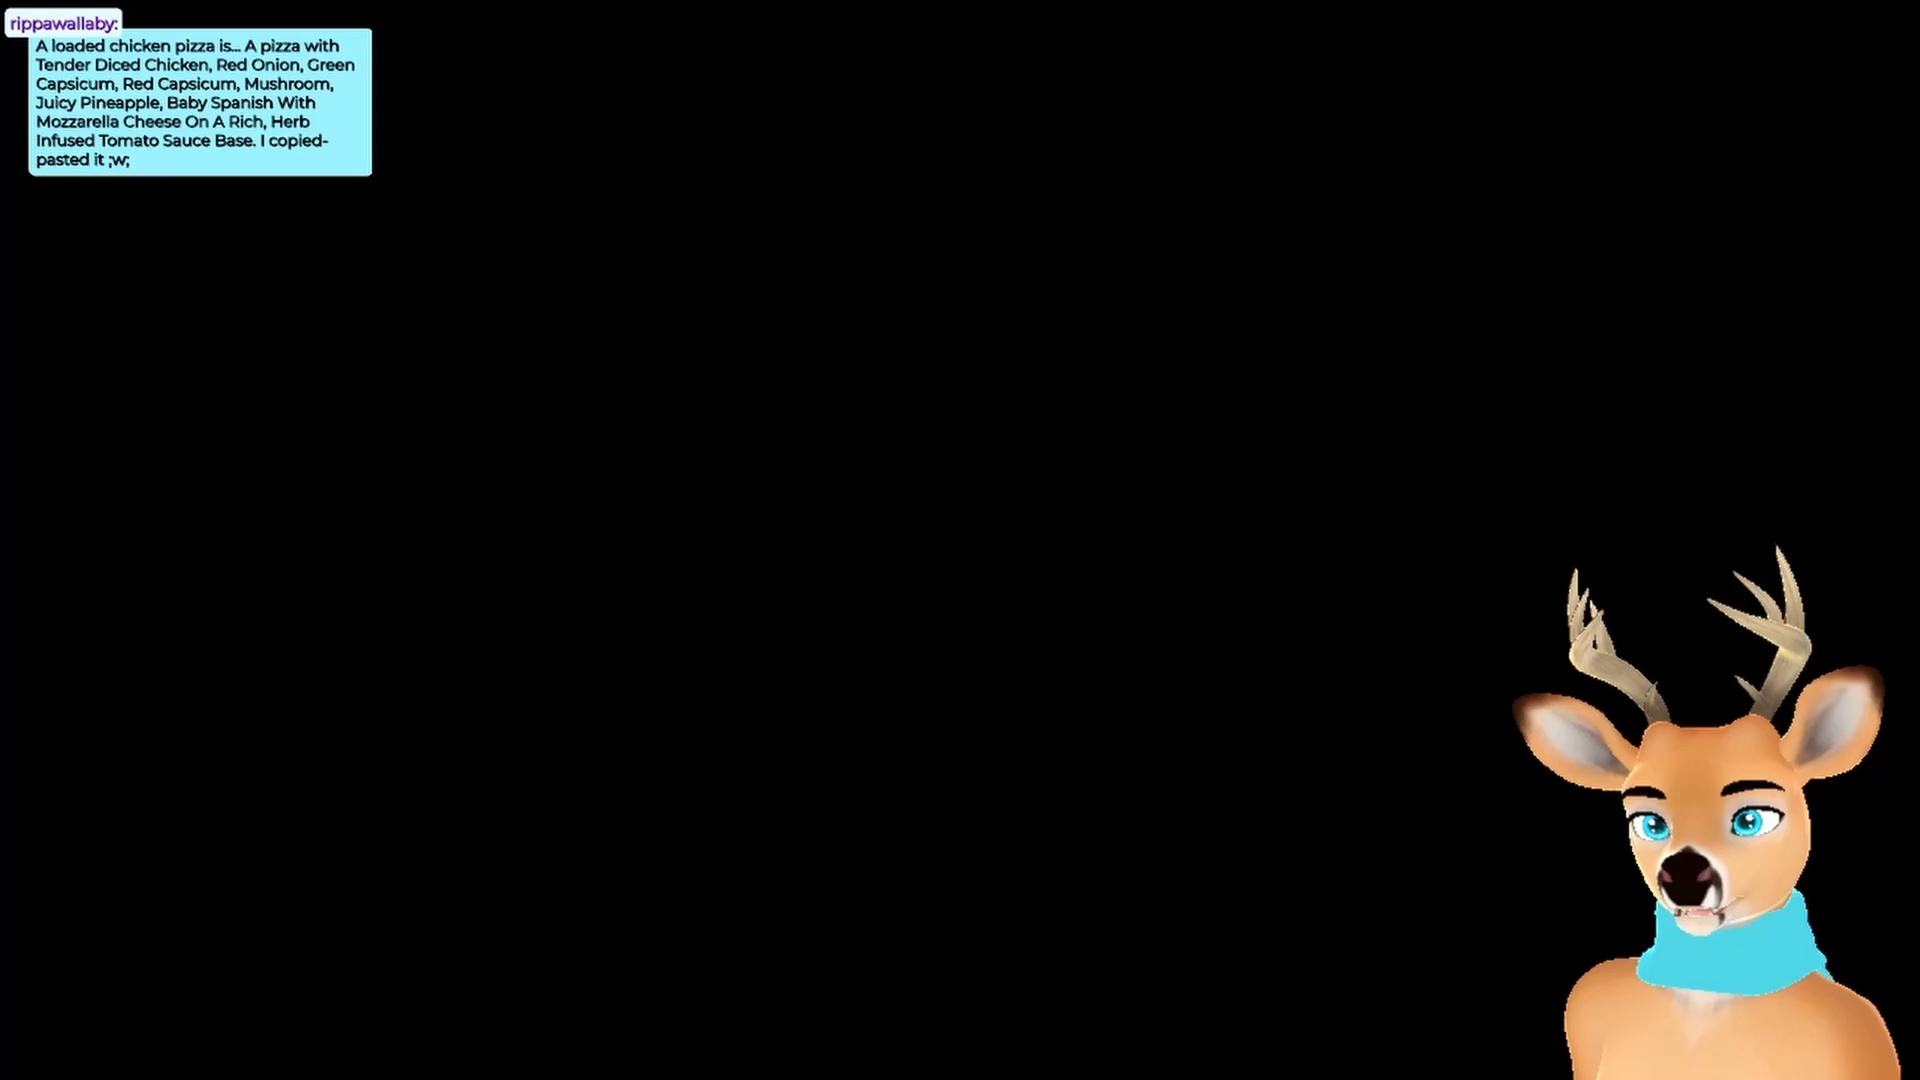 rippawallaby:
A loaded chicken pizza is... A pizza with
Tender Diced Chicken, Red Onion, Green
Capsicum, Red Capsicum, Mushroom,
Juicy Pineapple, Baby Spanish With
Mozzarella Cheese On A Rich, Herb
Infused Tomato Sauce Base. I copied-
pasted it ;w;